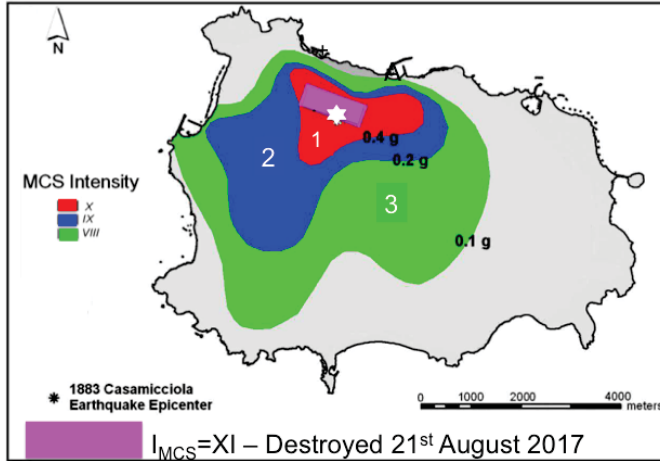 N
1
0.4 g
2
0.2 g
MCS Intensity
X
IX
VIII
3
0.1 g
1883 Casamicciola
Earthquake Epicenter
0 1000 2000 4000
meters
I_MCS=XI – Destroyed 21st August 2017